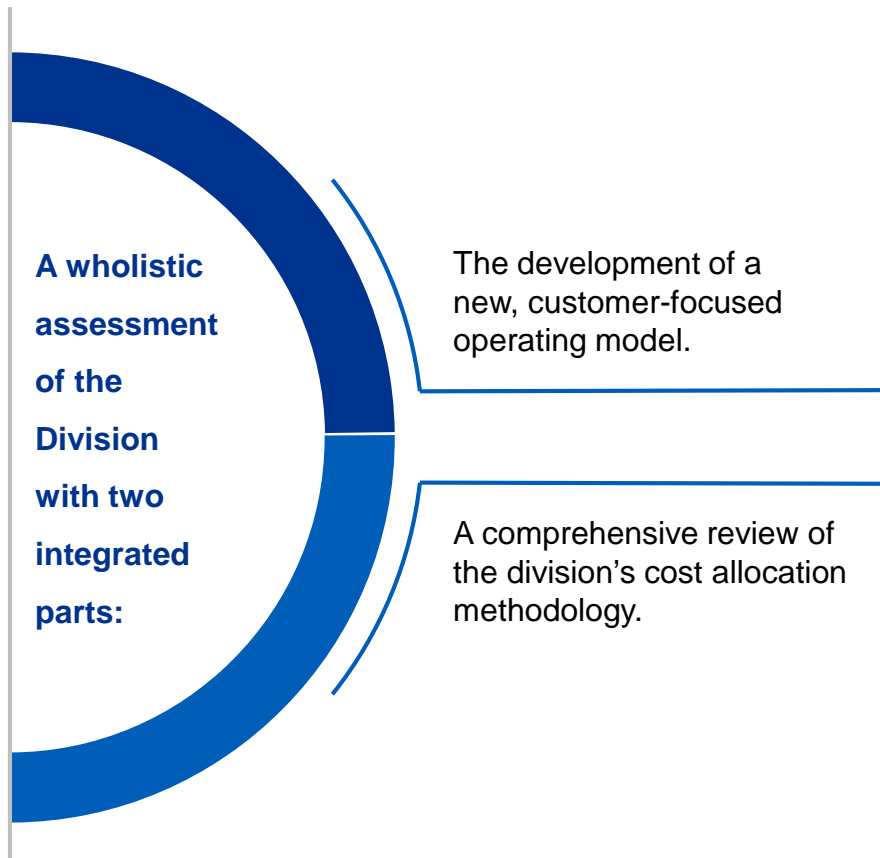 A wholistic
assessment
of the
Division
with two
integrated
parts:
The development of a
new, customer-focused
operating model.
A comprehensive review of
the division’s cost allocation
methodology.